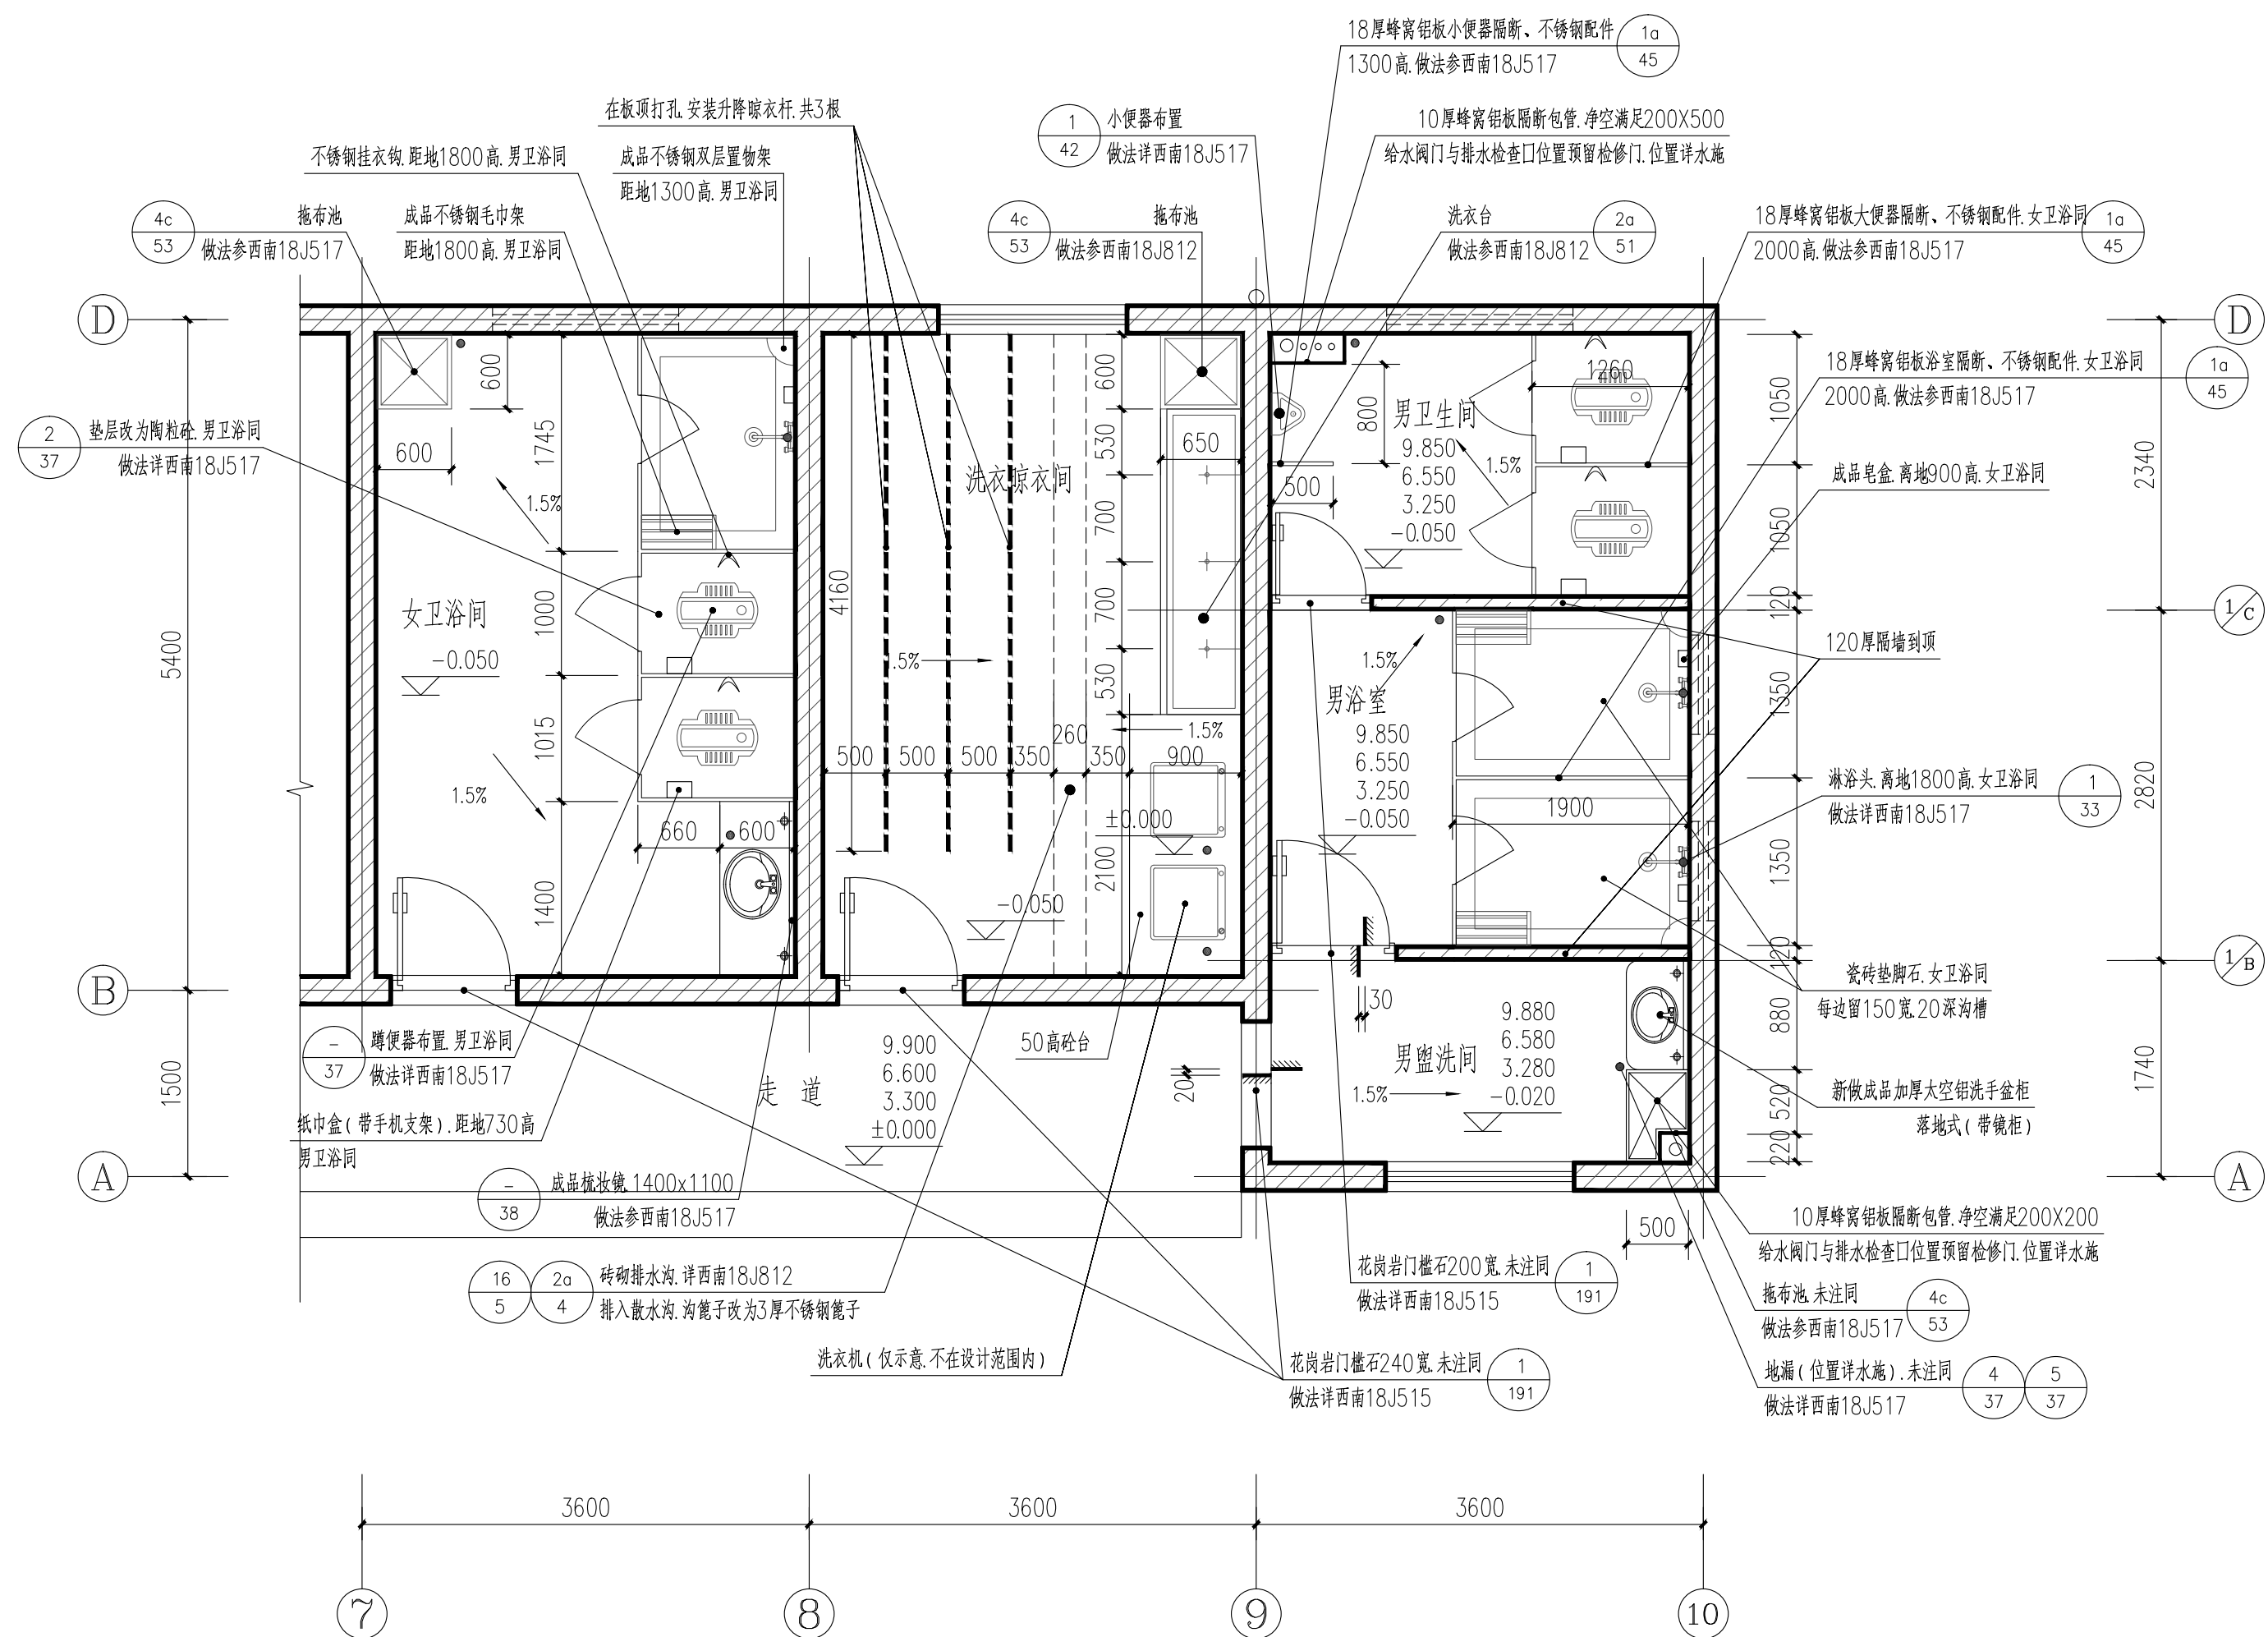 18厚蜂窝铝板小便器隔断、不锈钢配件
1a
45
1300高.做法参西南18J517
在板顶打孔.安装升降晾衣杆.共3根
1
42
小便器布置
做法详西南18J517
10厚蜂窝铝板隔断包管.净空满足200X500
给水阀门与排水检查口位置预留检修门.位置详水施
不锈钢挂衣钩.距地1800高.男卫浴同
成品不锈钢双层置物架
距地1300高.男卫浴同
4c
53
拖布池
做法参西南18J517
成品不锈钢毛巾架
距地1800高.男卫浴同
4c
53
拖布池
做法参西南18J812
洗衣台
做法参西南18J812
2a
51
18厚蜂窝铝板大便器隔断、不锈钢配件.女卫浴同
2000高.做法参西南18J517
1a
45
D
D
18厚蜂窝铝板浴室隔断、不锈钢配件.女卫浴同
2000高.做法参西南18J517
1a
45
2
37
垫层改为陶粒砼.男卫浴同
做法详西南18J517
600
600
1745
1.5%
1000
1015
1400
女卫浴间
-0.050
1.5%
660
600
洗衣晾衣间
4160
.5%
500
500
500
350
260
350
900
600
530
650
700
700
530
1.5%
±0.000
2100
-0.050
800
500
男卫生间
9.850
6.550
3.250
-0.050
1.5%
1260
1050
1050
120
1350
1350
120
880
520
220
2340
2820
1740
成品皂盒.离地900高.女卫浴同
1/C
120厚隔墙到顶
男浴室
1.5%
9.850
6.550
3.250
-0.050
1900
淋浴头.离地1800高.女卫浴同
做法详西南18J517
1
33
5400
1500
B
1/B
瓷砖垫脚石.女卫浴同
每边留150宽.20深沟槽
30
20
男盥洗间
9.880
6.580
3.280
-0.020
1.5%
新做成品加厚太空铝洗手盆柜
落地式(带镜柜)
-
37
蹲便器布置.男卫浴同
做法详西南18J517
走 道
9.900
6.600
3.300
±0.000
50高砼台
纸巾盒(带手机支架).距地730高
男卫浴同
A
A
-
38
成品梳妆镜.1400x1100
做法参西南18J517
500
10厚蜂窝铝板隔断包管.净空满足200X200
给水阀门与排水检查口位置预留检修门.位置详水施
16
5
2a
4
砖砌排水沟.详西南18J812
排入散水沟.沟篦子改为3厚不锈钢篦子
花岗岩门槛石200宽.未注同
做法详西南18J515
1
191
拖布池.未注同
做法参西南18J517
4c
53
洗衣机(仅示意.不在设计范围内)
花岗岩门槛石240宽.未注同
做法详西南18J515
1
191
地漏(位置详水施).未注同
做法详西南18J517
4
37
5
37
3600
3600
3600
7
8
9
10